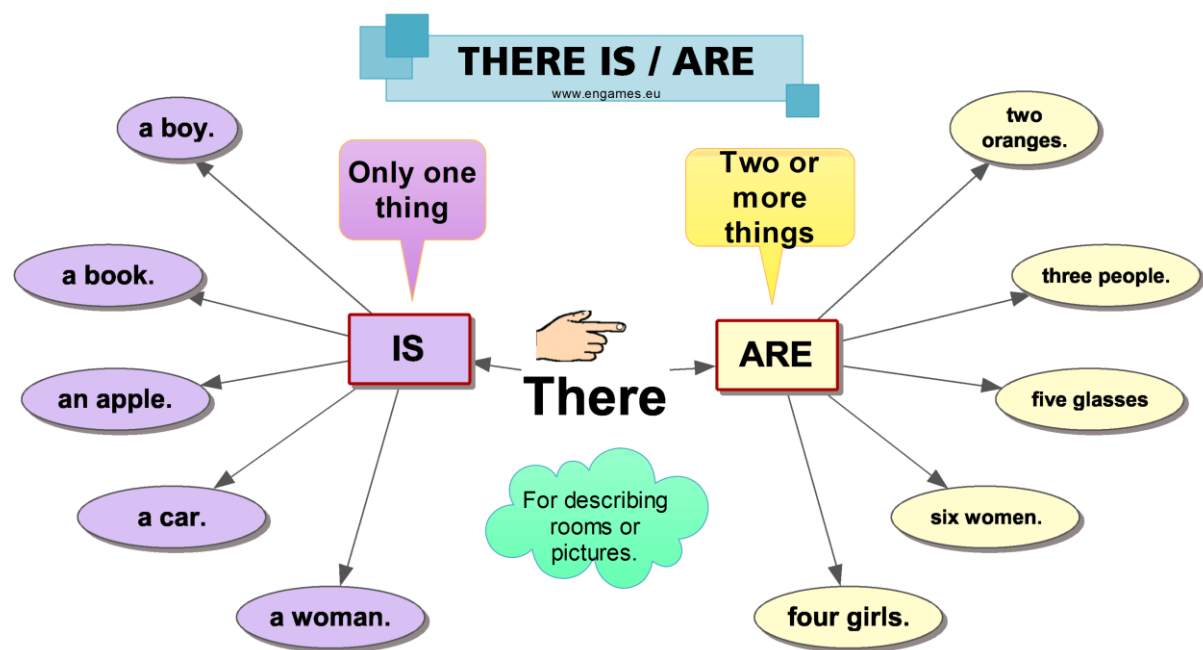 THERE IS / ARE
www.engames.eu
a boy.
Only one
thing
Two or
more
things
two
oranges.
a book.
three people.
IS
There
ARE
an apple.
five glasses
a car.
For describing
rooms or
pictures.
six women.
a woman.
four girls.